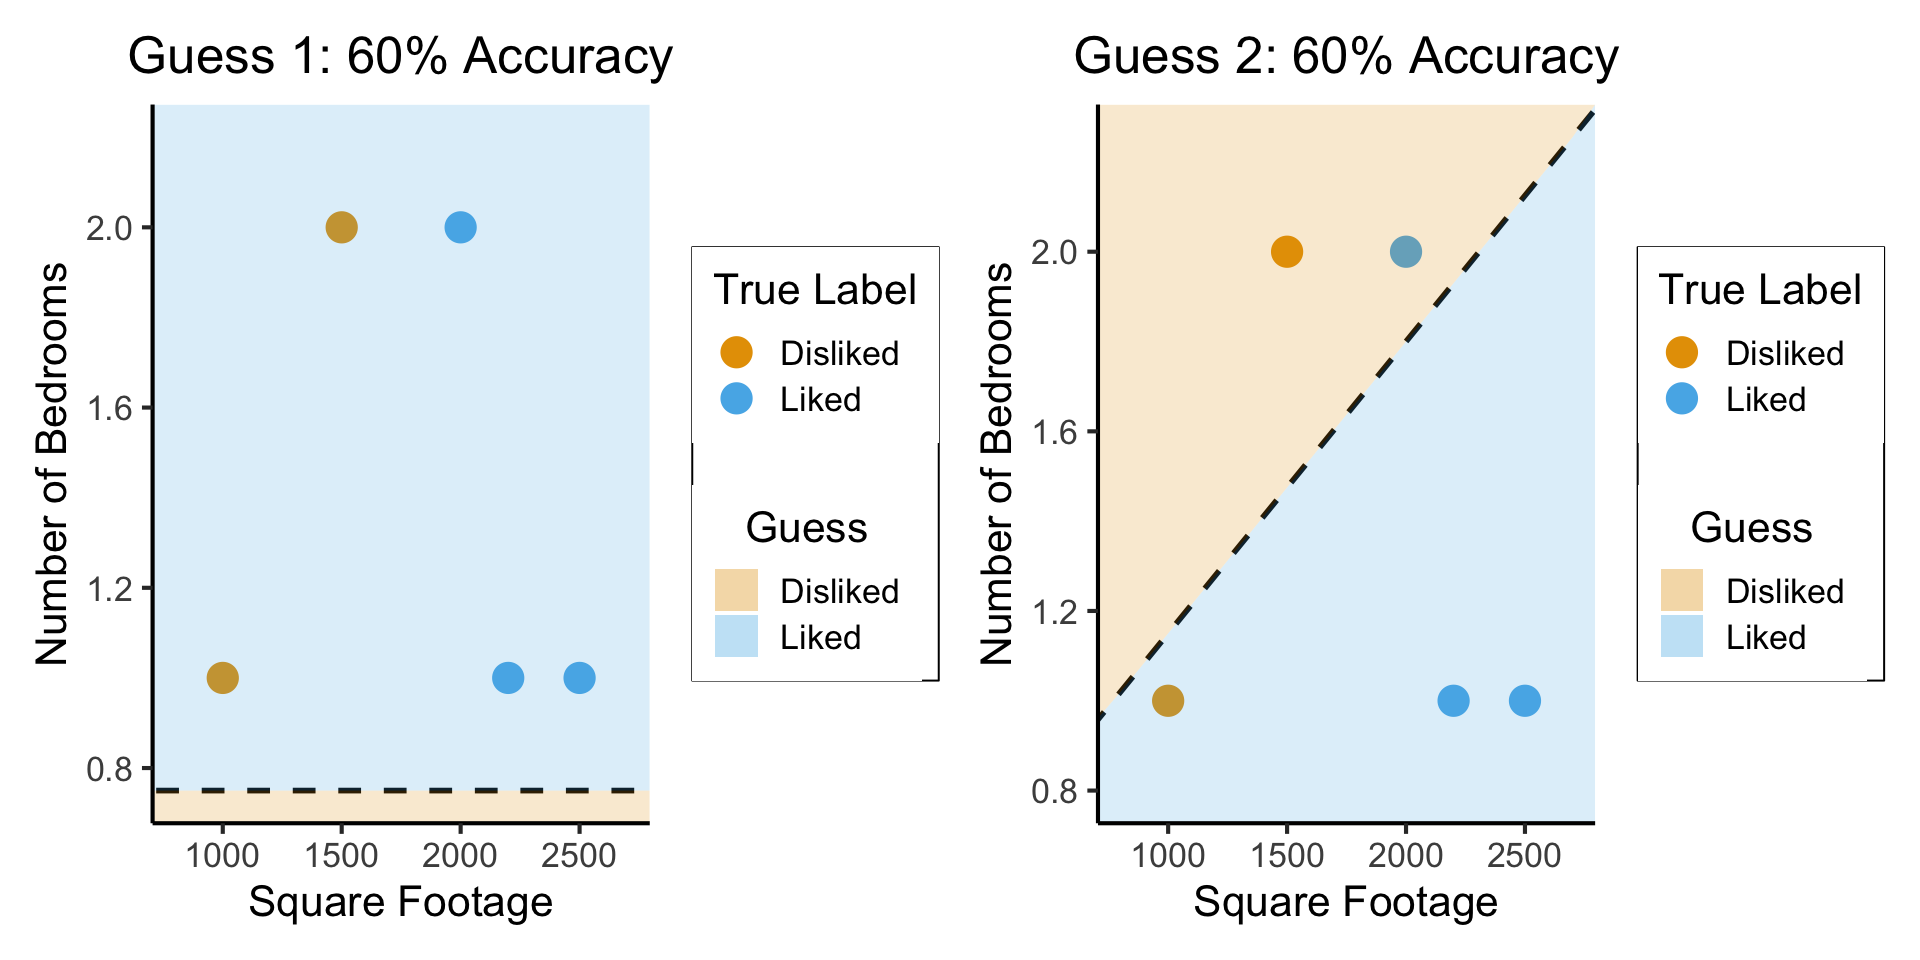 Guess 1: 60% Accuracy
Number of Bedrooms
2.0
1.6
1.2
0.8
1000 1500 2000 2500
Square Footage
True Label
Disliked
Liked
Guess
Disliked
Liked
Guess 2: 60% Accuracy
Number of Bedrooms
2.0
1.6
1.2
0.8
1000 1500 2000 2500
Square Footage
True Label
Disliked
Liked
Guess
Disliked
Liked